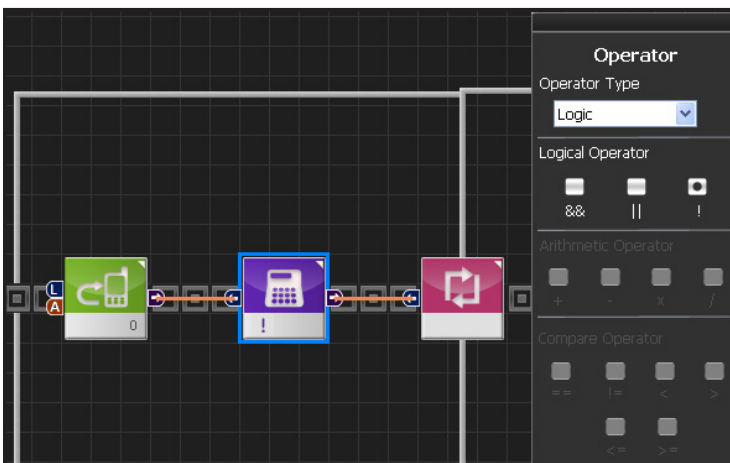 Operator
Operator Type
Logic
Logical Operator
&& || !
Arithmetic Operator
+ - x /
Compare Operator
== != < >
<= >=
L
A
0
!